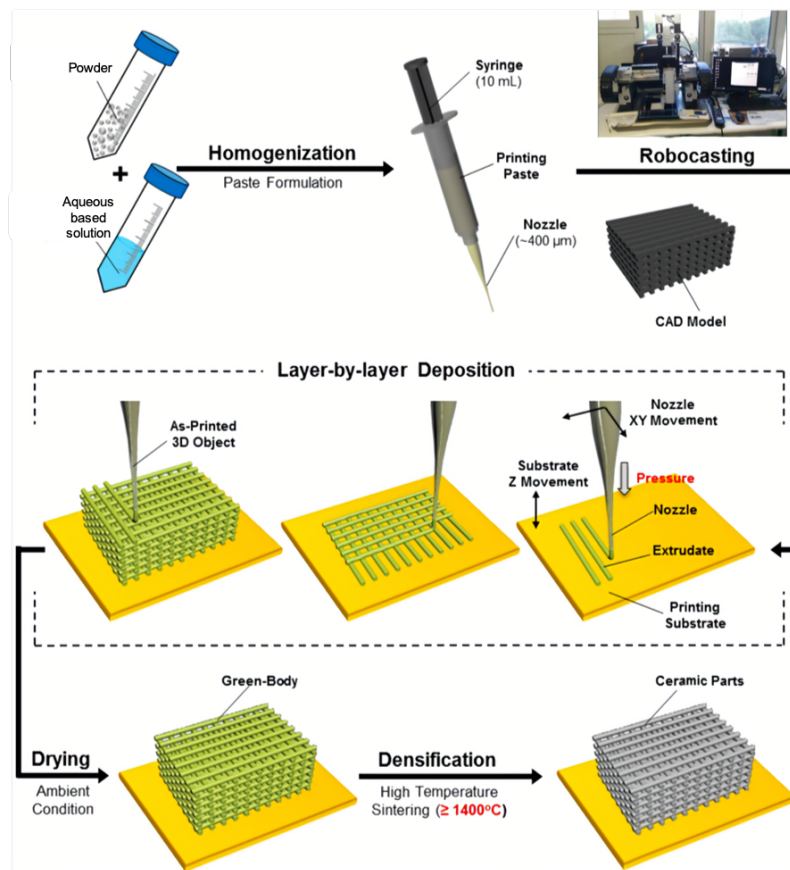 Powder
+
Aqueous
based
solution
Homogenization
Paste Formulation
Syringe
(10 mL)
Printing
Paste
Nozzle
(~400 µm)
Robocasting
CAD Model
Layer-by-layer Deposition
As-Printed
3D Object
Nozzle
XY Movement
Substrate
Z Movement
Pressure
Nozzle
Extrudate
Printing
Substrate
Drying
Ambient
Condition
Green-Body
Densification
High Temperature
Sintering (≥ 1400°C)
Ceramic Parts